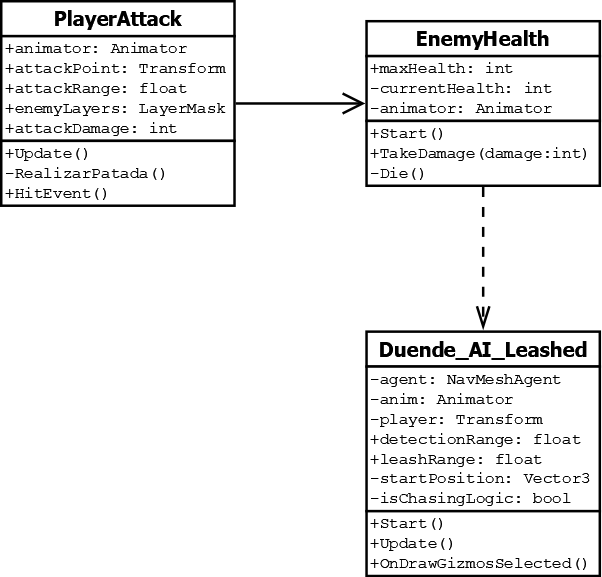 PlayerAttack
+animator: Animator
+attackPoint: Transform
+attackRange: float
+enemyLayers: LayerMask
+attackDamage: int
+Update()
-RealizarPatada()
+HitEvent()
EnemyHealth
+maxHealth: int
-currentHealth: int
-animator: Animator
+Start()
+TakeDamage(damage:int)
-Die()
Duende_AI_Leashed
-agent: NavMeshAgent
-anim: Animator
-player: Transform
+detectionRange: float
+leashRange: float
-startPosition: Vector3
-isChasingLogic: bool
+Start()
+Update()
+OnDrawGizmosSelected()